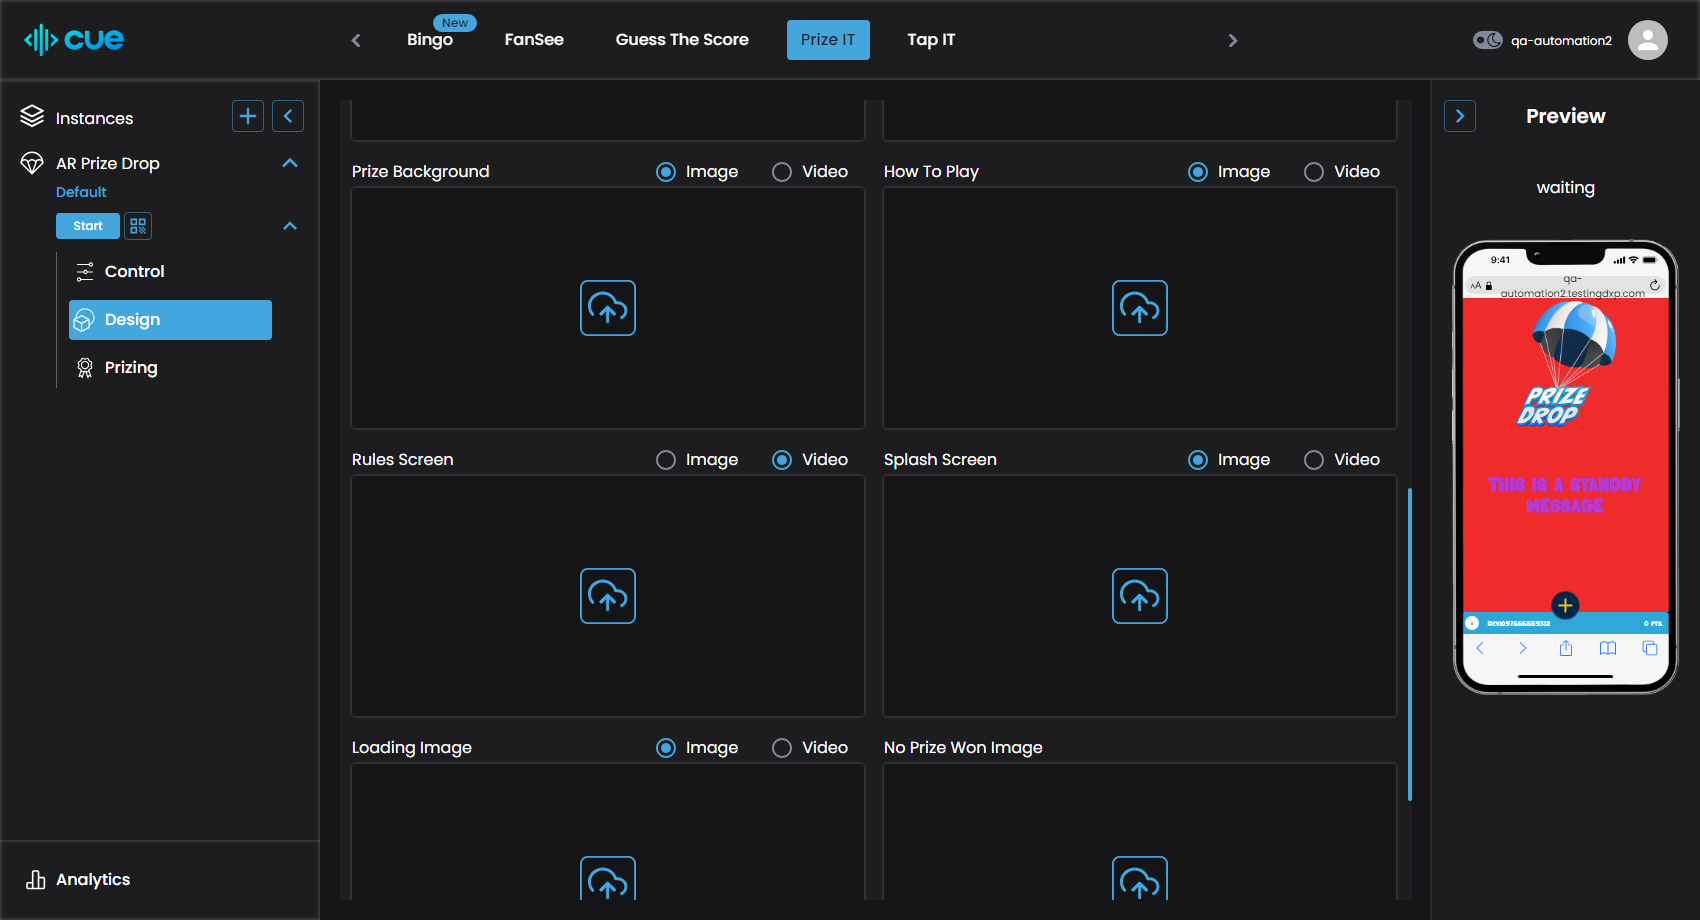 cue
New
Bingo
FanSee
Guess The Score
Prize IT
Tap IT
qa-automation2
Instances
AR Prize Drop
Default
Start
Control
Design
Prizing
Analytics
Prize Background
Image
Video
How To Play
Image
Video
Rules Screen
Image
Video
Splash Screen
Image
Video
Loading Image
Image
Video
No Prize Won Image
Preview
waiting
9:41
AA
qa-
automation2.testingdxp.com
PRIZE
DROP
THIS IS A STANDBY
MESSAGE
0 PTS.